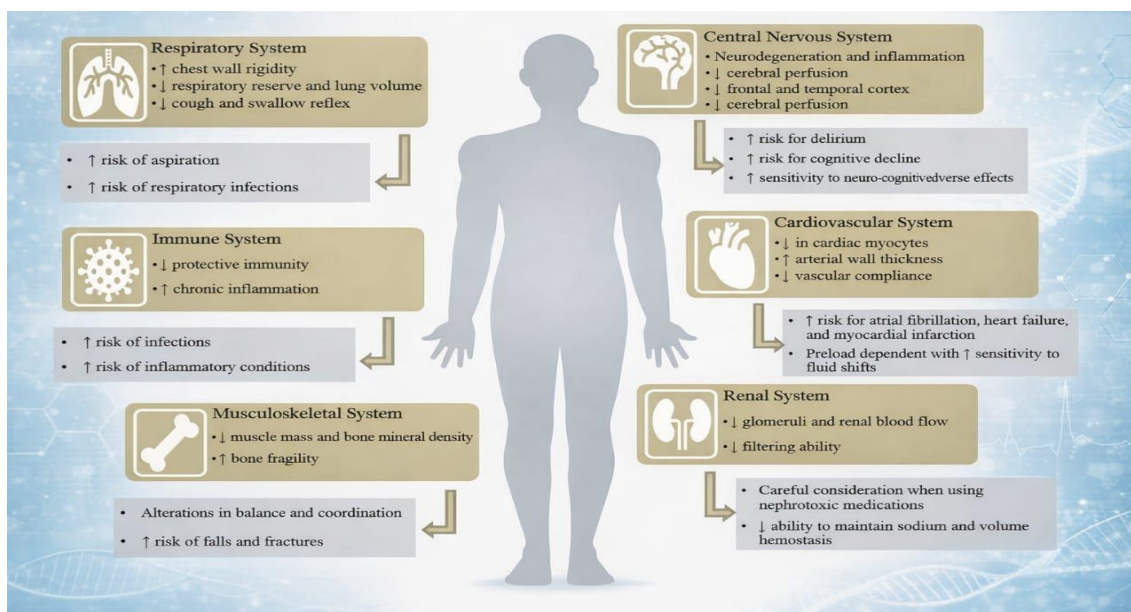 Respiratory System
•↑ chest wall rigidity
•↓ respiratory reserve and lung volume
•↓ cough and swallow reflex
• ↑ risk of aspiration
• ↑ risk of respiratory infections
Immune System
•↓ protective immunity
•↑ chronic inflammation
• ↑ risk of infections
• ↑ risk of inflammatory conditions
Musculoskeletal System
•↓ muscle mass and bone mineral density
•↑ bone fragility
• Alterations in balance and coordination
• ↑ risk of falls and fractures
Central Nervous System
•Neurodegeneration and inflammation
•↓ cerebral perfusion
•↓ frontal and temporal cortex
•↓ cerebral perfusion
• ↑ risk for delirium
• ↑ risk for cognitive decline
• ↑ sensitivity to neuro-cognitivdverse effects
Cardiovascular System
•↓ in cardiac myocytes
•↑ arterial wall thickness
•↓ vascular compliance
• ↑ risk for atrial fibrillation, heart failure,
and myocardial infarction
• Preload dependent with ↑ sensitivity to
fluid shifts
Renal System
•↓ glomeruli and renal blood flow
•↓ filtering ability
• Careful consideration when using
nephrotoxic medications
• ↓ ability to maintain sodium and volume
hemostasis